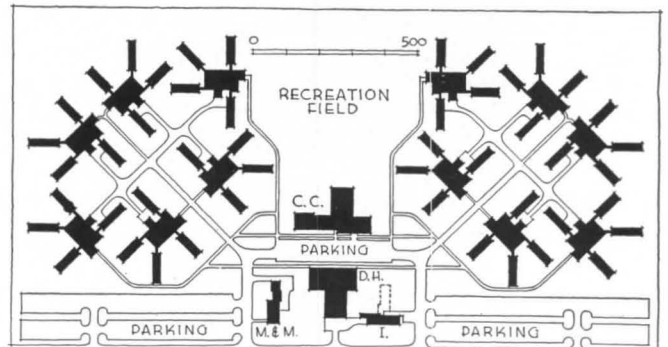 0 500
RECREATION
FIELD
C. C.
PARKING
D. H.
M. & M.
I.
PARKING
PARKING